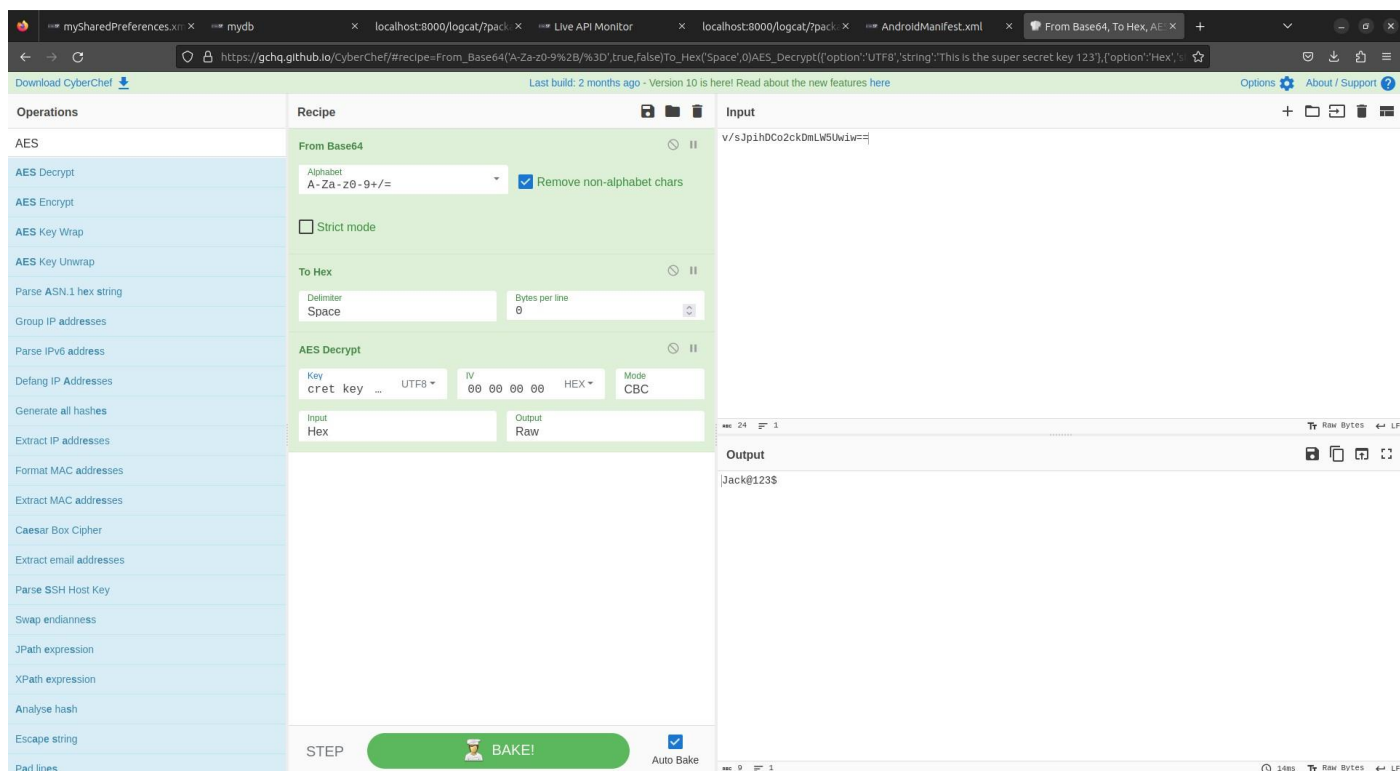 mySharedPreferences.xm
mydb
localhost:8000/logcat/?pack
Live API Monitor
localhost:8000/logcat/?pack
AndroidManifest.xml
From Base64, To Hex, AE
https://gchq.github.io/CyberChef/#recipe=From_Base64('A-Za-z0-9%2B/%3D',true,false)To_Hex('Space',0)AES_Decrypt({'option':'UTF8','string':'This is the super secret key 123'},{'option':'Hex','s
Download CyberChef
Last build: 2 months ago - Version 10 is here! Read about the new features here
Options
About / Support
Operations
AES
AES Decrypt
AES Encrypt
AES Key Wrap
AES Key Unwrap
Parse ASN.1 hex string
Group IP addresses
Parse IPv6 address
Defang IP Addresses
Generate all hashes
Extract IP addresses
Format MAC addresses
Extract MAC addresses
Caesar Box Cipher
Extract email addresses
Parse SSH Host Key
Swap endianness
JPath expression
XPath expression
Analyse hash
Escape string
Pad lines
Recipe
From Base64
Alphabet
A-Za-z0-9+/=
Remove non-alphabet chars
Strict mode
To Hex
Delimiter
Space
Bytes per line
0
AES Decrypt
Key
cret key …
UTF8
IV
00 00 00 00
HEX
Mode
CBC
Input
Hex
Output
Raw
STEP
BAKE!
Auto Bake
Input
v/sJpihDCo2ckDmLW5Uwiw==
ABC 24 1
Raw Bytes LF
Output
Jack@123$
ABC 9 1
14ms Raw Bytes LF